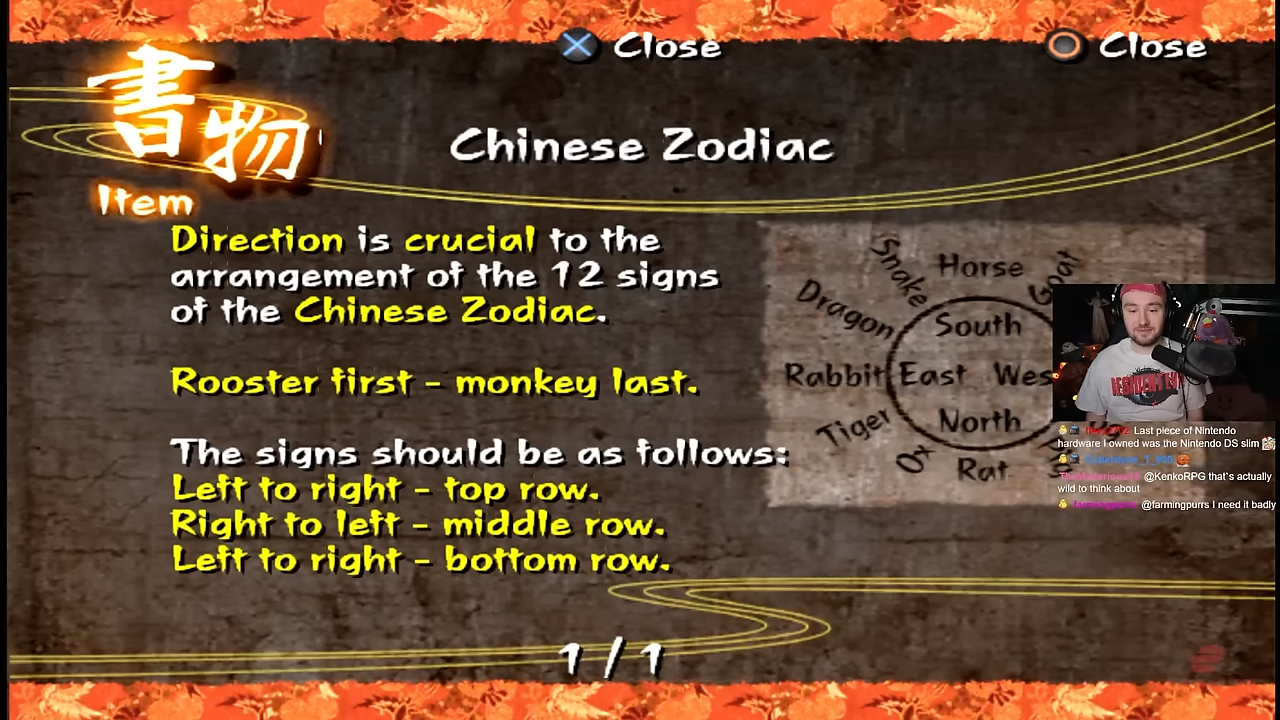 Close
Close
書物
Item
Chinese Zodiac
Direction is crucial to the
arrangement of the 12 signs
of the Chinese Zodiac.
Rooster first - monkey last.
The signs should be as follows:
Left to right - top row.
Right to left - middle row.
Left to right - bottom row.
Snake
Horse
Goat
Dragon
South
Rabbit
East
Wes
Tiger
North
Ox
Rat
1/1
RESIDENT EVIL
Last piece of Nintendo
hardware I owned was the Nintendo DS slim
@KenkoRPG that's actually
wild to think about
@farmingpurrs I need it badly